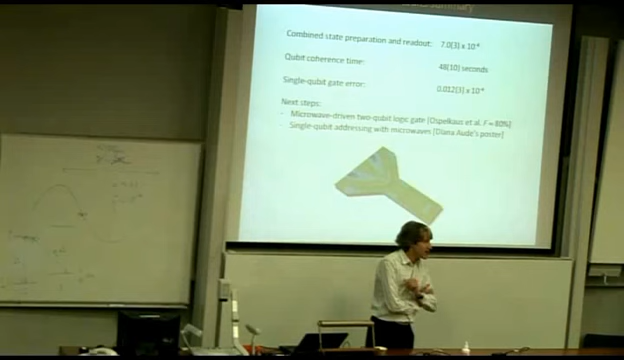 Summary
Combined state preparation and readout: 7.0(3) x 10⁻⁴
Qubit coherence time: 48(10) seconds
Single-qubit gate error: 0.012(3) x 10⁻⁴
Next steps:
- Microwave-driven two-qubit logic gate [Ospelkaus et al. F = 80%]
- Single-qubit addressing with microwaves [Diana Aude's poster]